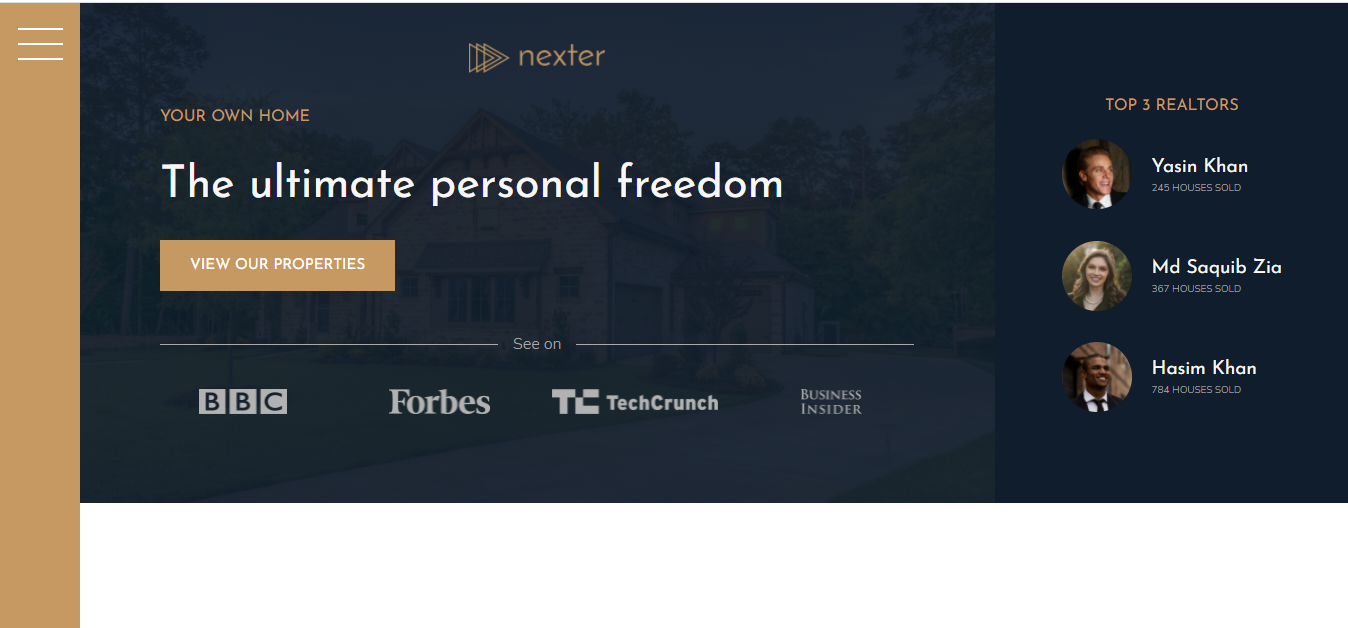 nexter
YOUR OWN HOME
The ultimate personal freedom
VIEW OUR PROPERTIES
See on
BBC
Forbes
TC TechCrunch
BUSINESS
INSIDER
TOP 3 REALTORS
Yasin Khan
245 HOUSES SOLD
Md Saquib Zia
367 HOUSES SOLD
Hasim Khan
784 HOUSES SOLD